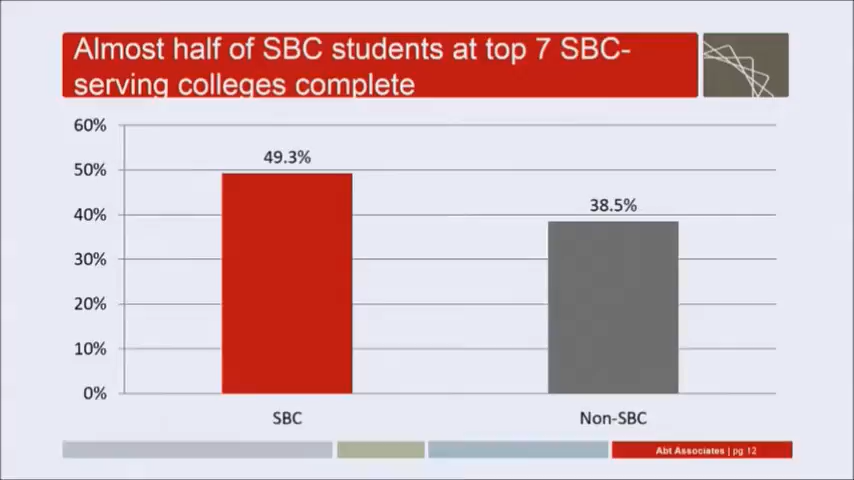 Almost half of SBC students at top 7 SBC-
serving colleges complete
60%
50%
40%
30%
20%
10%
0%
49.3%
38.5%
SBC
Non-SBC
Abt Associates | pg 12